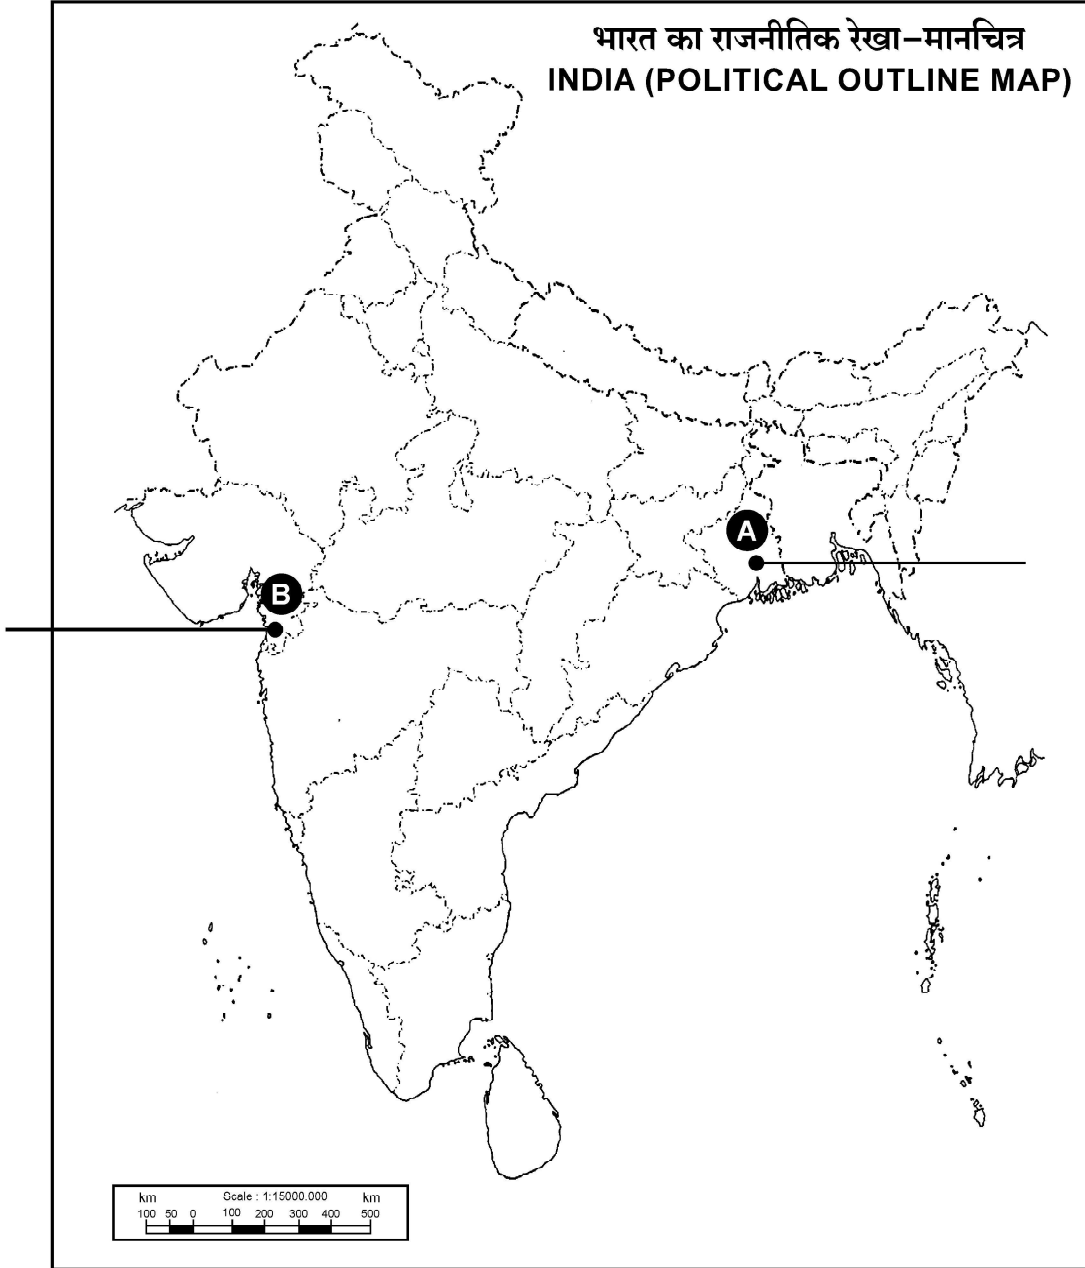 भारत का राजनीतिक रेखा–मानचित्र
INDIA (POLITICAL OUTLINE MAP)
A
B
km Scale : 1:15000.000 km
100 50 0 100 200 300 400 500